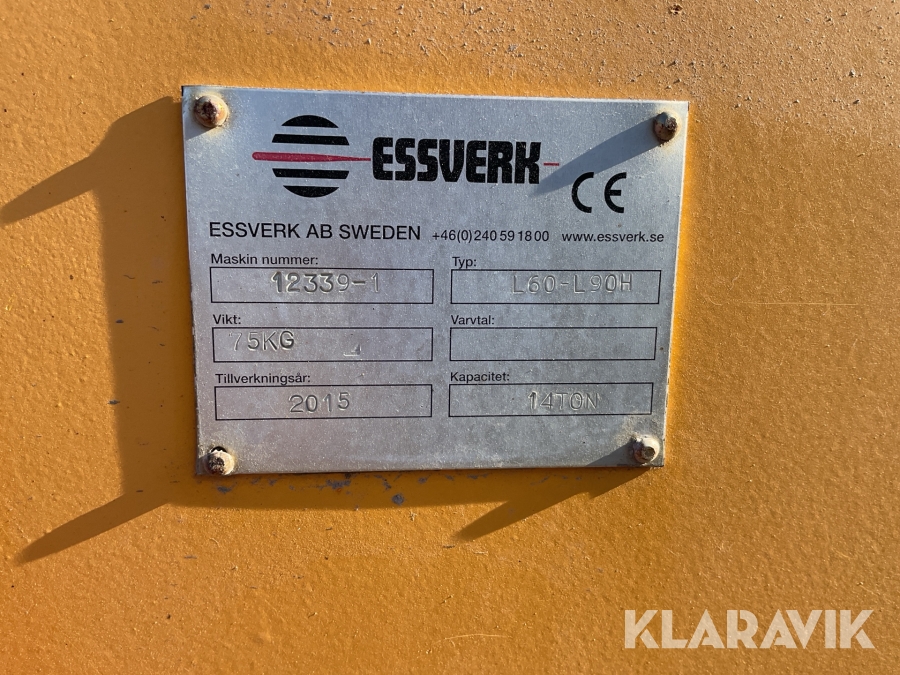 ESSVERK
CE
ESSVERK AB SWEDEN +46(0)240 59 18 00 www.essverk.se
Maskin nummer: Typ:
12339-1 L60-L90H
Vikt: Varvtal:
75KG
Tillverkningsår: Kapacitet:
2015 14TON
KLARAVIK